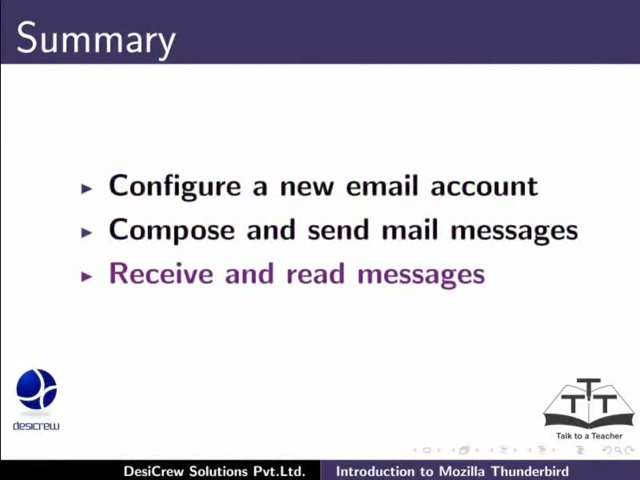 Summary
Configure a new email account
Compose and send mail messages
Receive and read messages
desicrew
TTT
Talk to a Teacher
DesiCrew Solutions Pvt.Ltd. Introduction to Mozilla Thunderbird